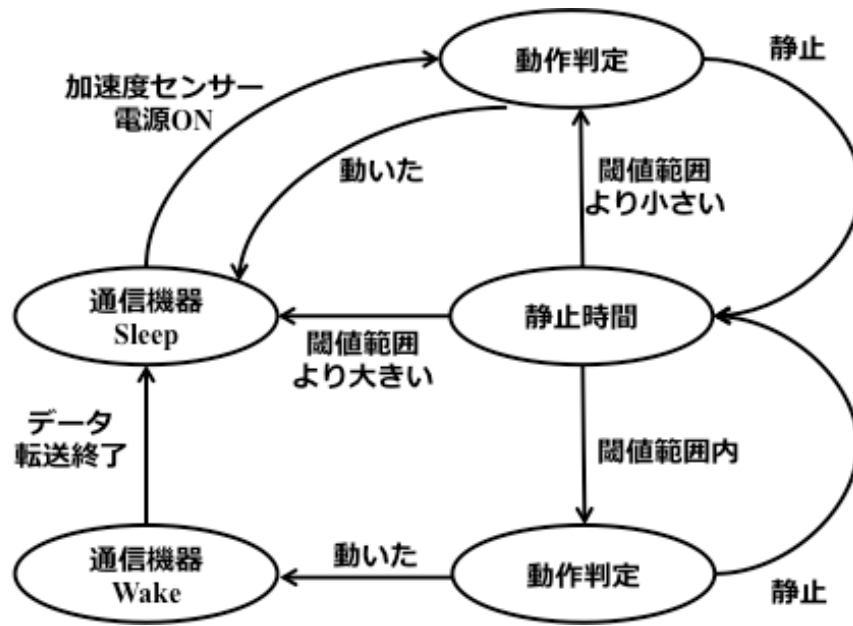 動作判定
静止
加速度センサー
電源ON
動いた
閾値範囲
より小さい
通信機器
Sleep
静止時間
閾値範囲
より大きい
データ
転送終了
閾値範囲内
通信機器
Wake
動いた
動作判定
静止